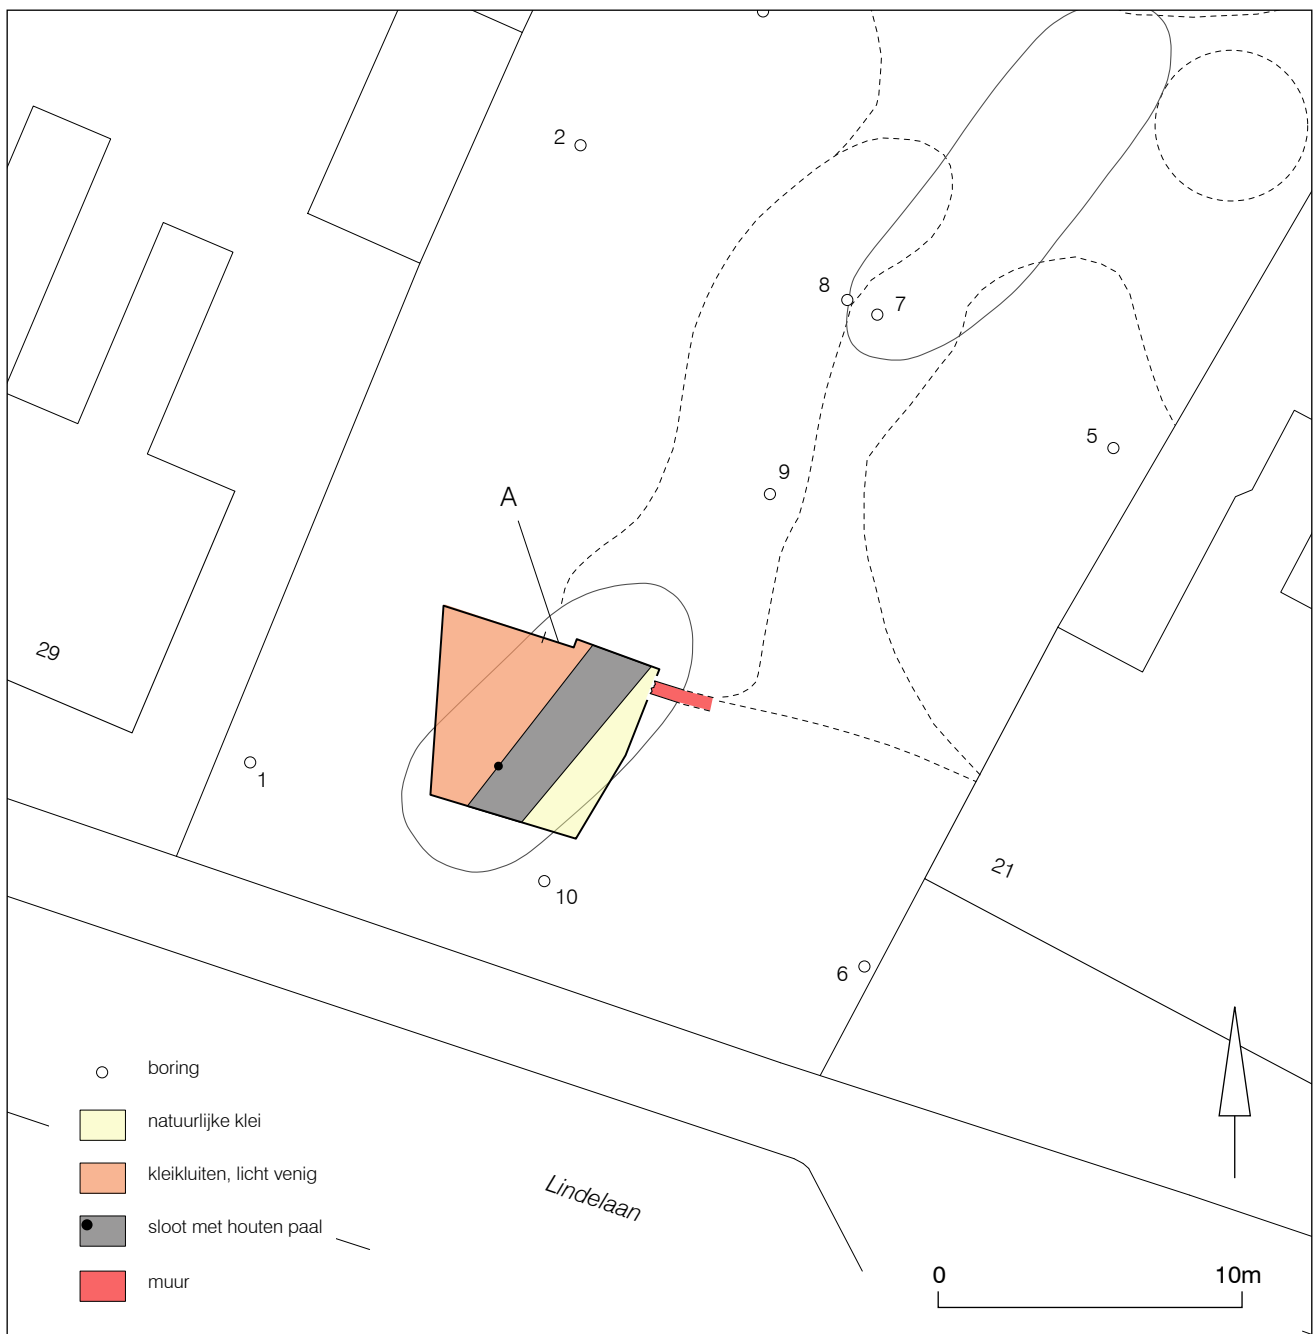 2
8
7
5
9
A
29
1
21
10
6
boring
natuurlijke klei
kleikluiten, licht venig
sloot met houten paal
muur
Lindelaan
0 10m